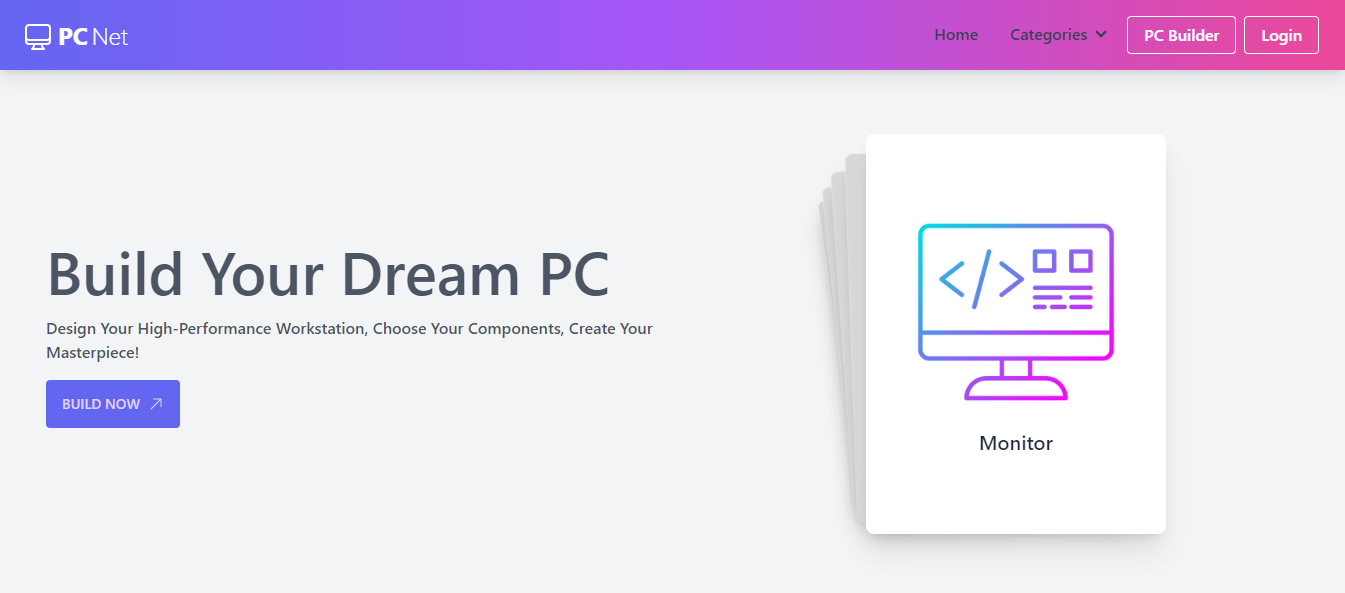 PC Net
Home
Categories
PC Builder
Login
Build Your Dream PC
Design Your High-Performance Workstation, Choose Your Components, Create Your
Masterpiece!
BUILD NOW
</>
Monitor